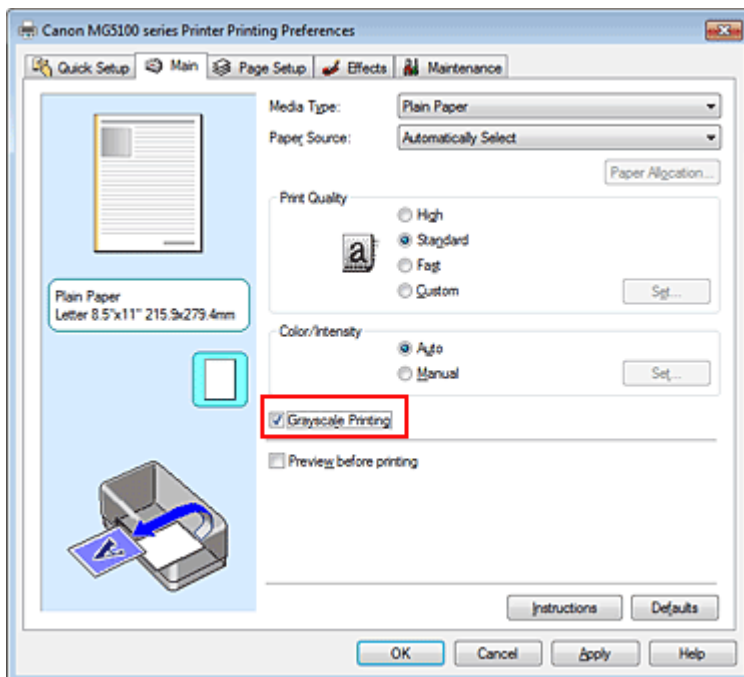 Canon MG5100 series Printer Printing Preferences
Quick Setup Main Page Setup Effects Maintenance
Media Type: Plain Paper
Paper Source: Automatically Select
Paper Allocation...
Print Quality
High
a Standard
Fast
Custom Set...
Plain Paper
Letter 8.5"x11" 215.9x279.4mm
Color/Intensity
Auto
Manual Set...
Grayscale Printing
Preview before printing
A
Instructions Defaults
OK Cancel Apply Help